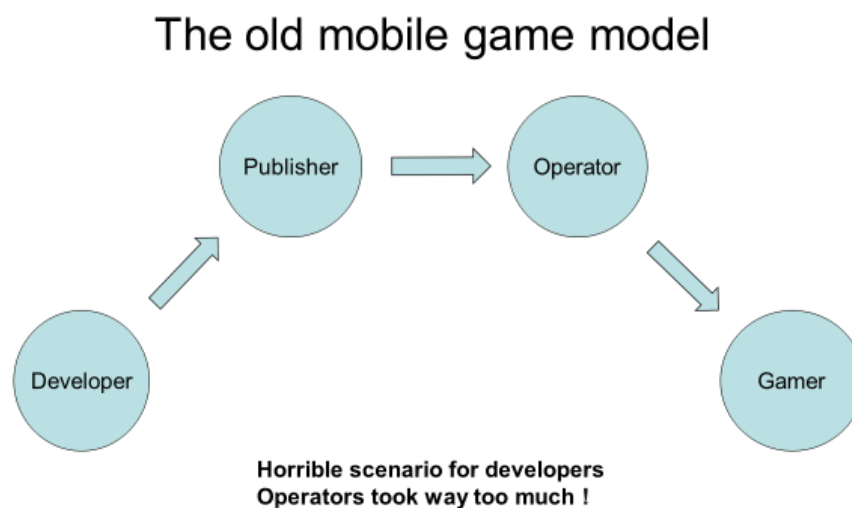 The old mobile game model
Publisher
Operator
Developer
Gamer
Horrible scenario for developers
Operators took way too much !